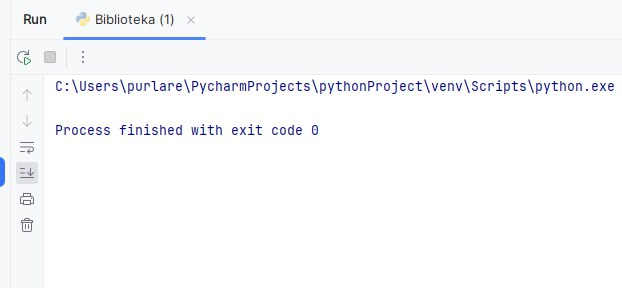 Run Biblioteka (1)
C:\Users\purlare\PycharmProjects\pythonProject\venv\Scripts\python.exe
Process finished with exit code 0